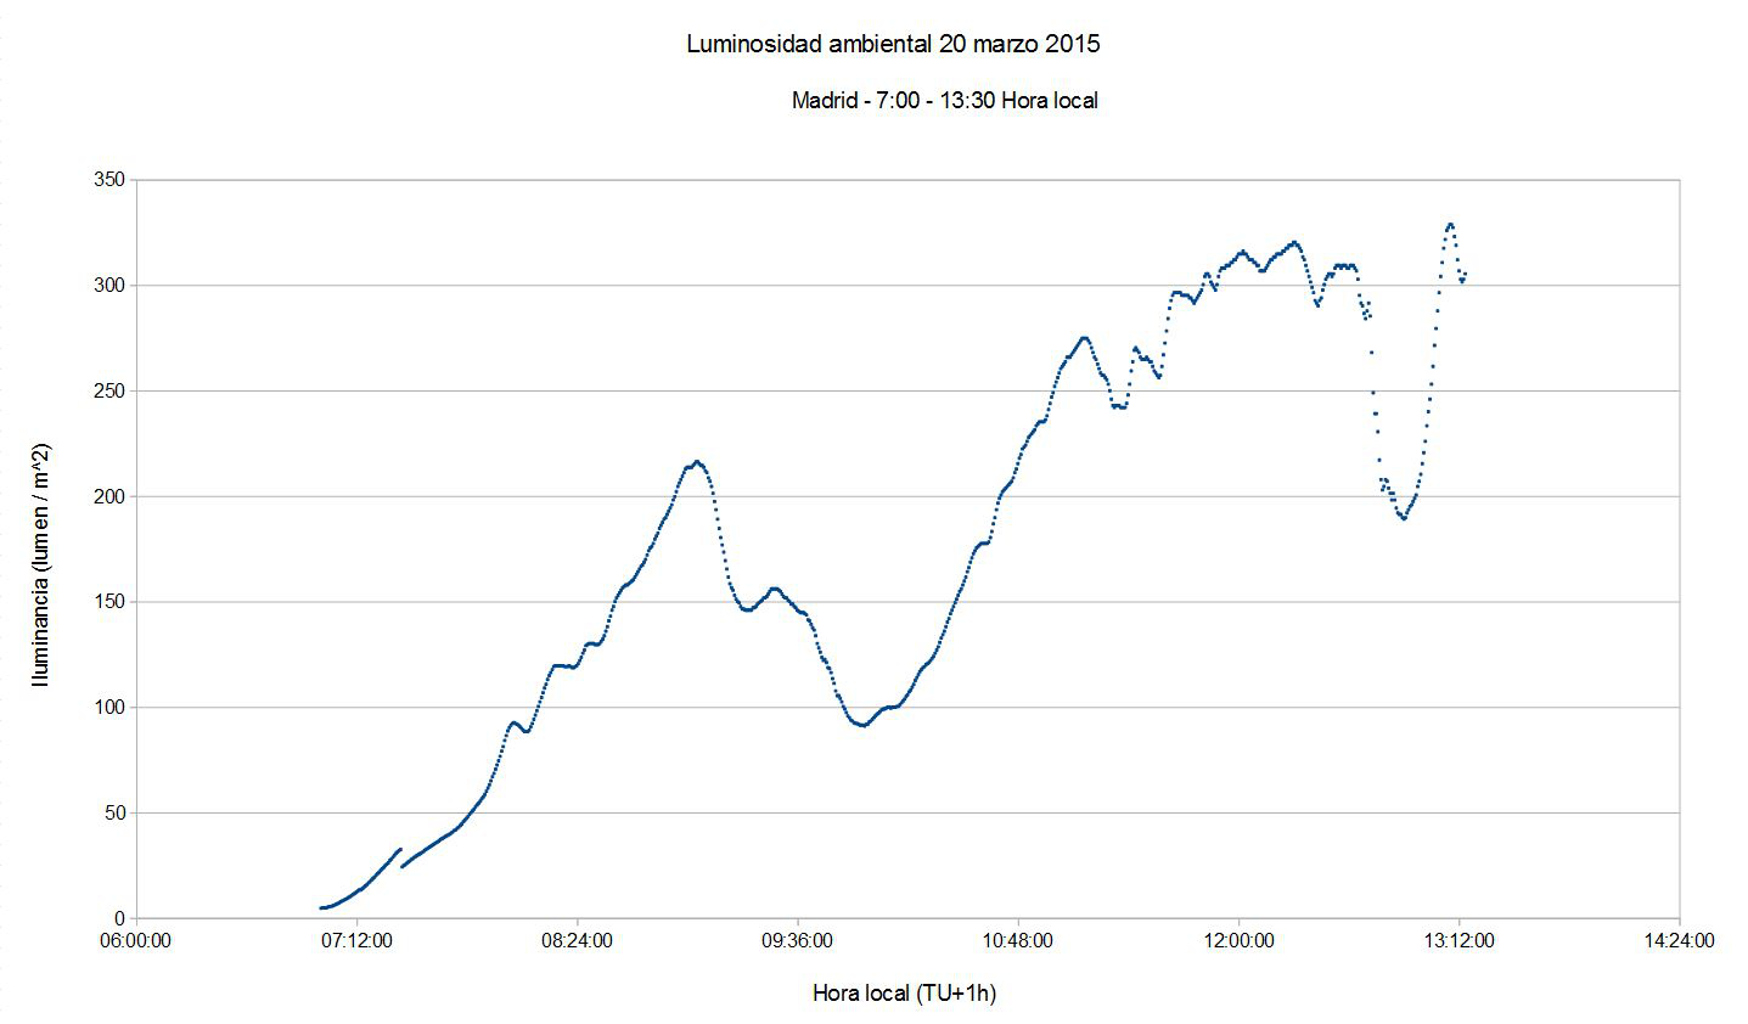 Luminosidad ambiental 20 marzo 2015
Madrid - 7:00 - 13:30 Hora local
350
300
250
200
150
100
50
0
Iluminancia (lumen / m^2)
06:00:00 07:12:00 08:24:00 09:36:00 10:48:00 12:00:00 13:12:00 14:24:00
Hora local (TU+1h)